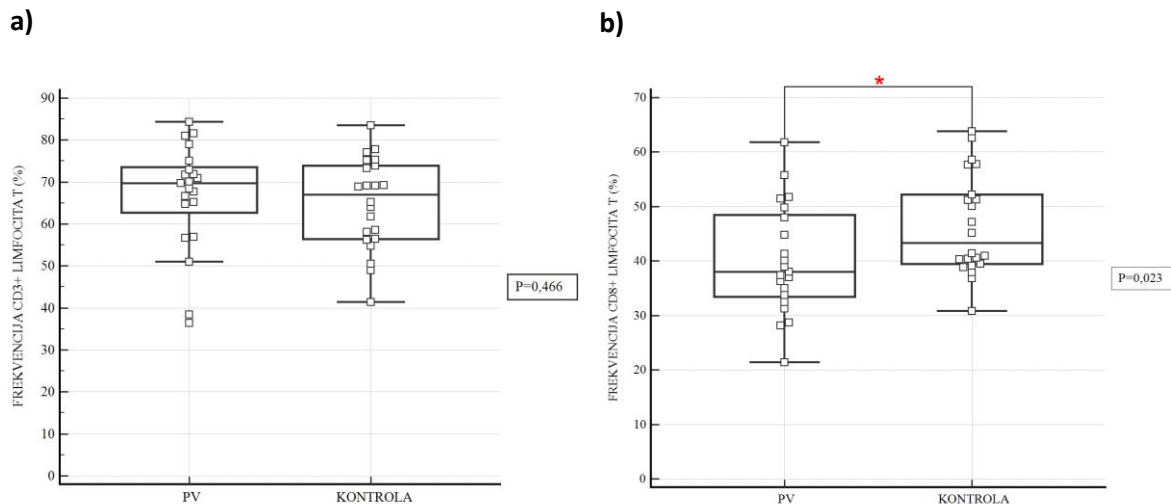 a)
FREKVENCIJA CD3+ LIMFOCITA T (%)
90
80
70
60
50
40
30
20
10
0
PV
KONTROLA
P=0,466
b)
FREKVENCIJA CD8+ LIMFOCITA T (%)
70
60
50
40
30
20
10
0
*
PV
KONTROLA
P=0,023